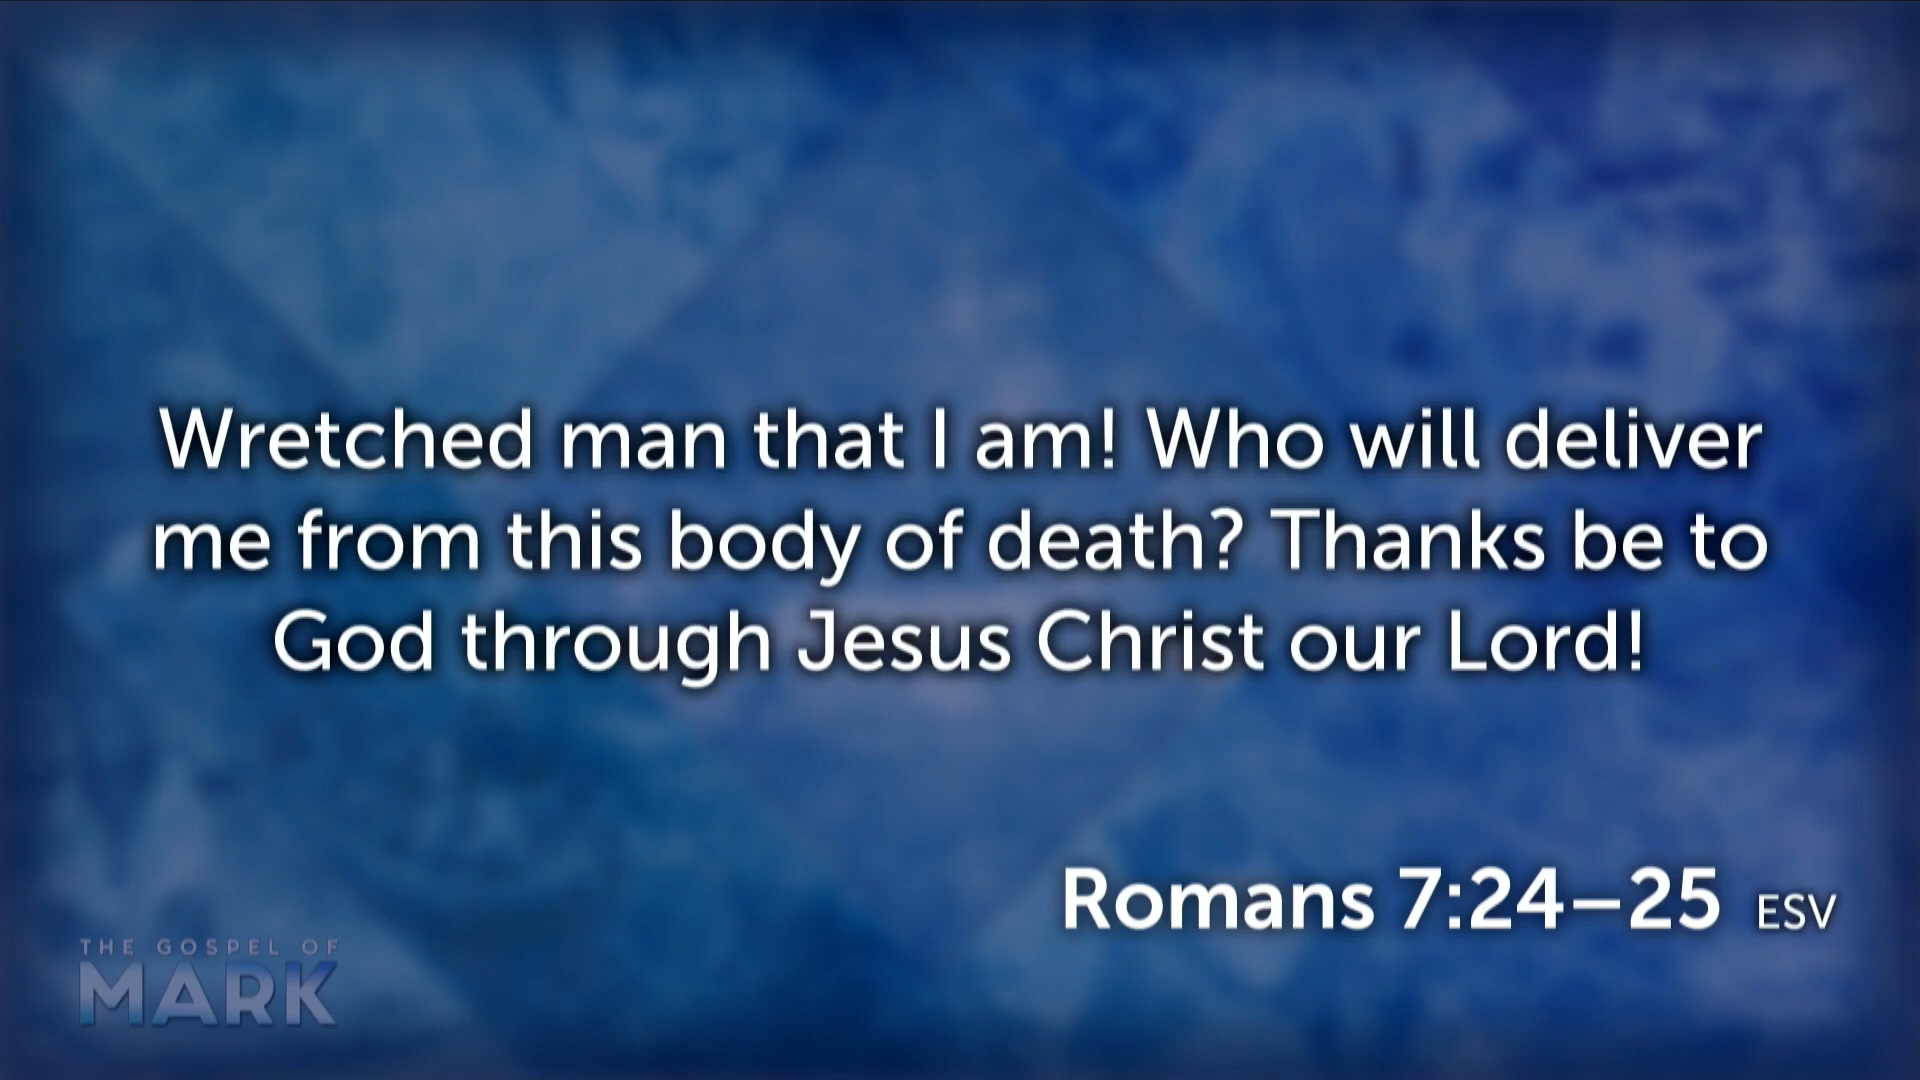 Wretched man that I am! Who will deliver
me from this body of death? Thanks be to
God through Jesus Christ our Lord!
Romans 7:24–25 ESV
THE GOSPEL OF
MARK